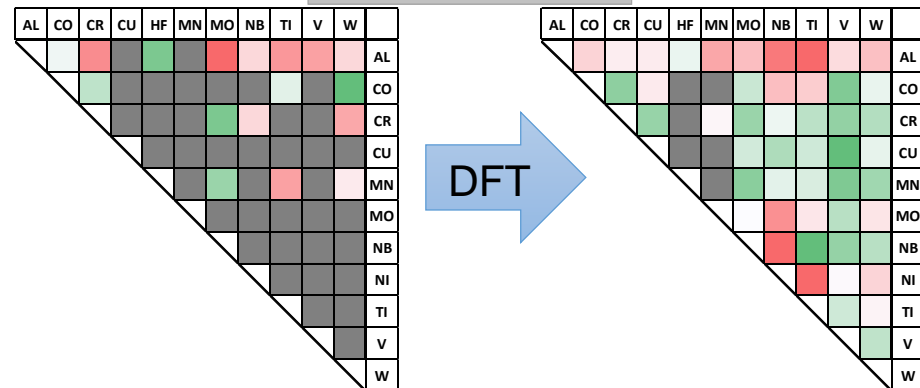 AL CO CR CU HF MN MO NB TI V W
AL
CO
CR
CU
MN
MO
NB
NI
TI
V
W
DFT
AL CO CR CU HF MN MO NB TI V W
AL
CO
CR
CU
MN
MO
NB
NI
TI
V
W